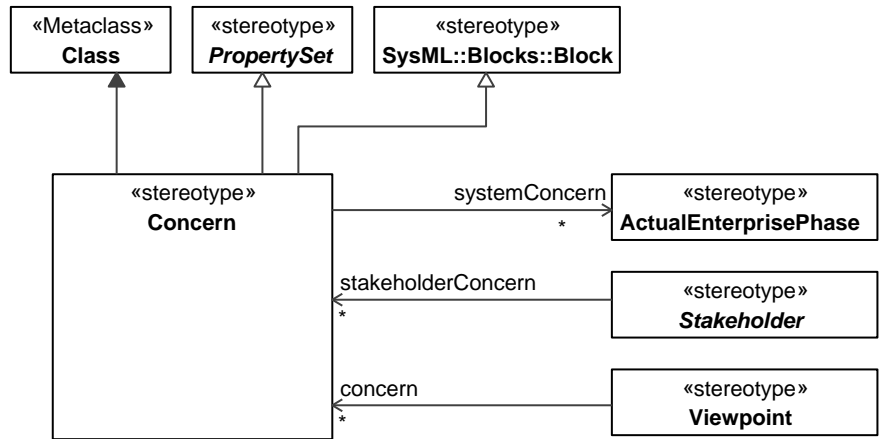 «Metaclass»
Class
«stereotype»
PropertySet
«stereotype»
SysML::Blocks::Block
«stereotype»
Concern
systemConcern
*
«stereotype»
ActualEnterprisePhase
stakeholderConcern
*
«stereotype»
Stakeholder
concern
*
«stereotype»
Viewpoint